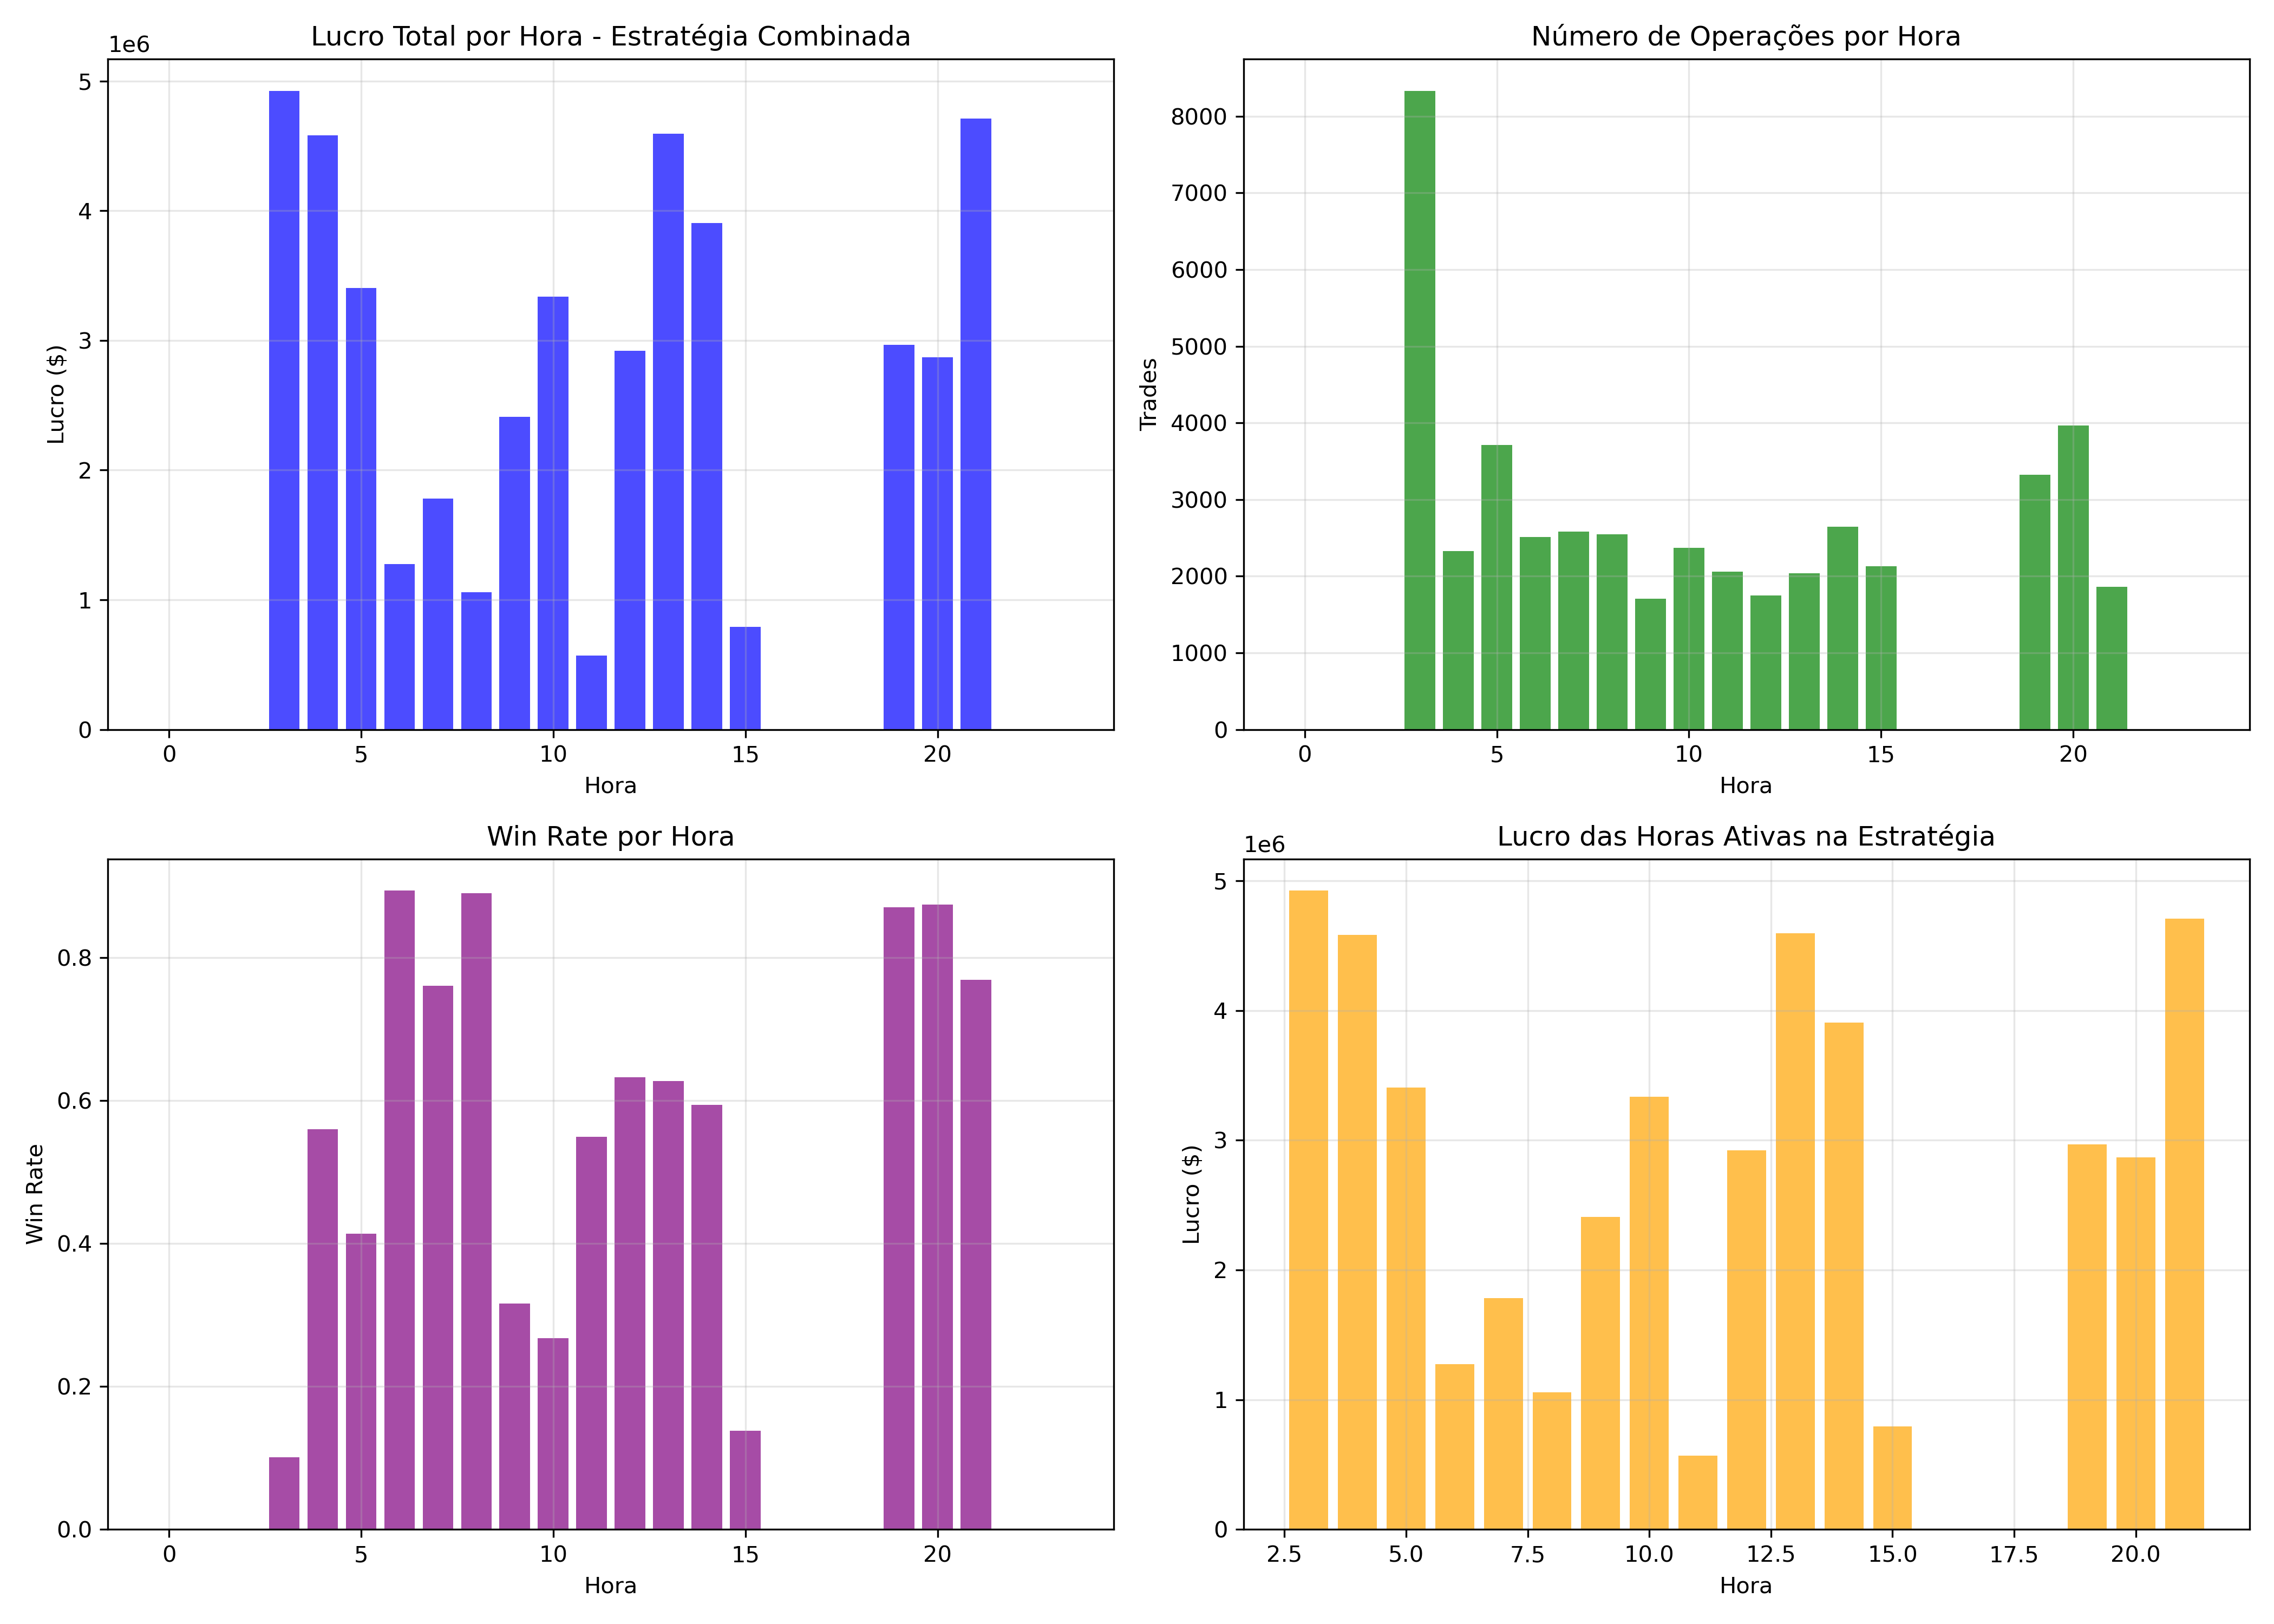 Lucro Total por Hora - Estratégia Combinada
1e6
5
4
3
2
1
0
Lucro ($)
0 5 10 15 20
Hora
Número de Operações por Hora
8000
7000
6000
5000
4000
3000
2000
1000
0
Trades
0 5 10 15 20
Hora
Win Rate por Hora
0.8
0.6
0.4
0.2
0.0
Win Rate
0 5 10 15 20
Hora
Lucro das Horas Ativas na Estratégia
1e6
5
4
3
2
1
0
Lucro ($)
2.5 5.0 7.5 10.0 12.5 15.0 17.5 20.0
Hora